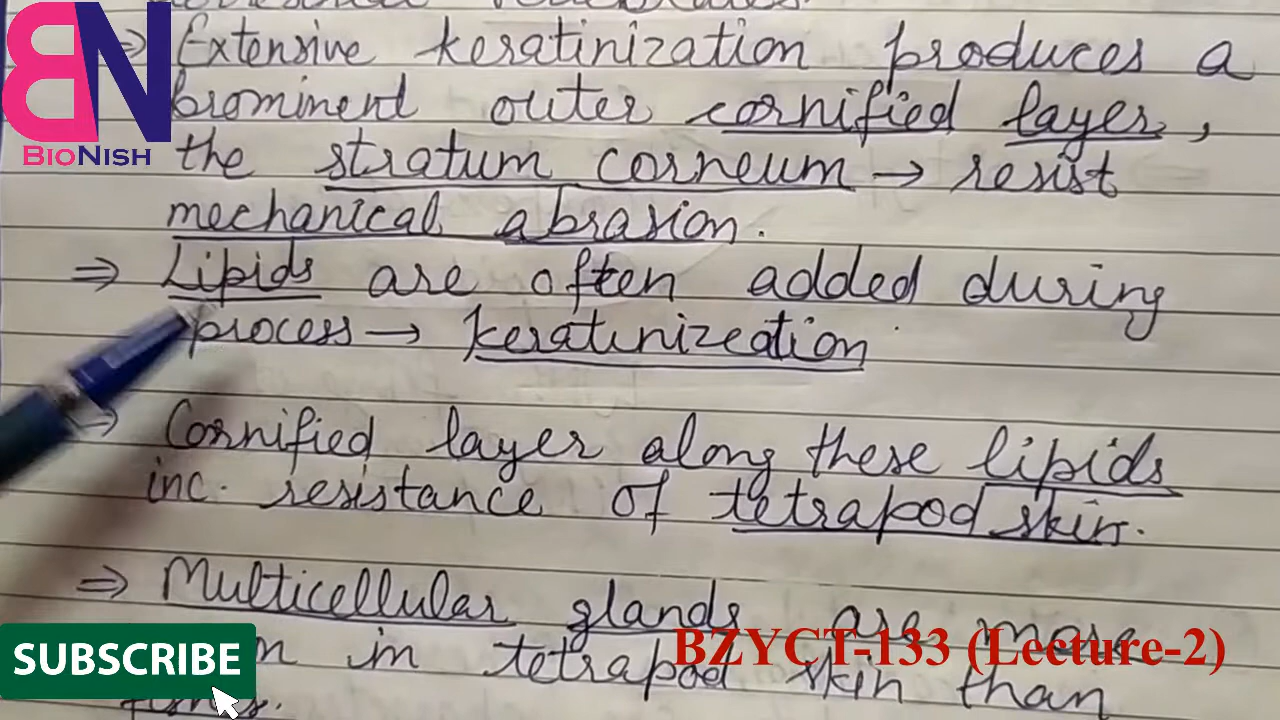 ⇒ Extensive keratinization produces a
prominent outer cornified layer,
the stratum corneum → resist
mechanical abrasion.
⇒ Lipids are often added during
process → keratinization
⇒ Cornified layer along these lipids
inc. resistance of tetrapod skin.
⇒ Multicellular glands are more
in tetrapod skin than
BN
BIONISH
SUBSCRIBE
BZYCT-133 (Lecture-2)